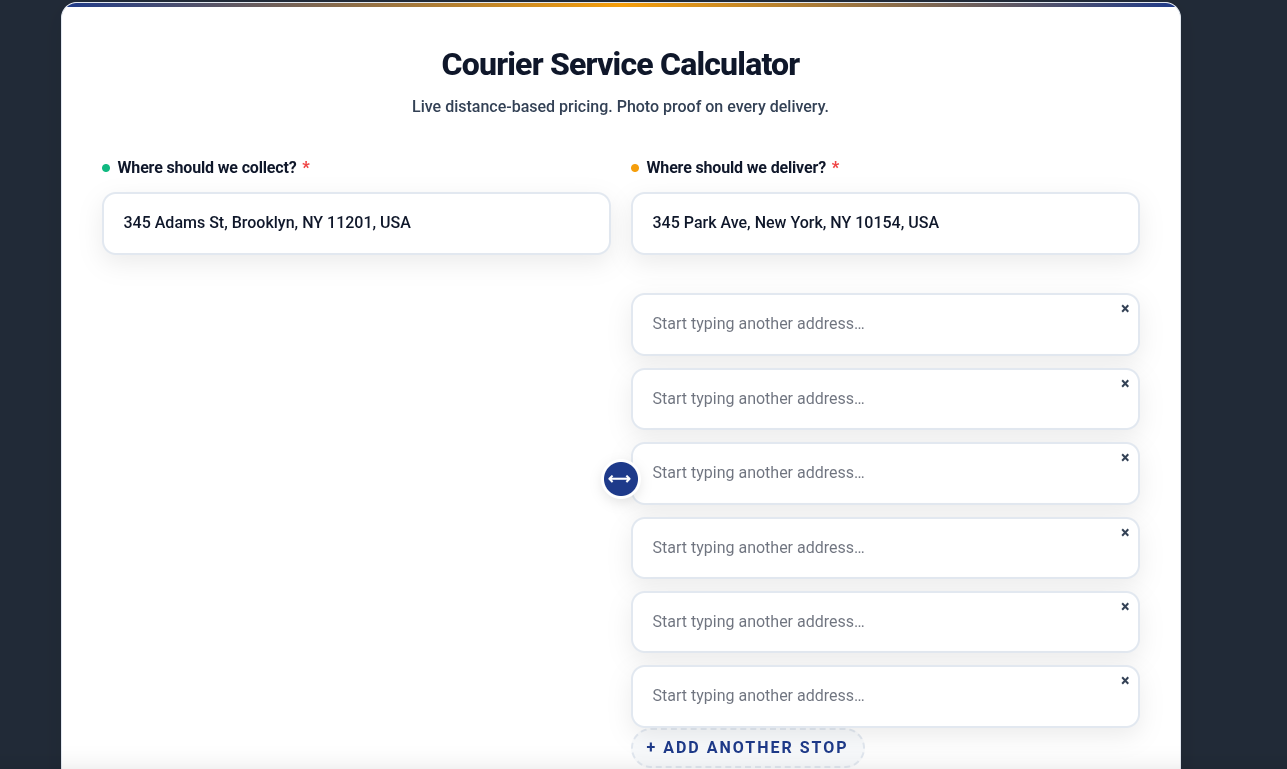 Courier Service Calculator
Live distance-based pricing. Photo proof on every delivery.
Where should we collect? *
345 Adams St, Brooklyn, NY 11201, USA
Where should we deliver? *
345 Park Ave, New York, NY 10154, USA
Start typing another address...
×
Start typing another address...
×
Start typing another address...
×
Start typing another address...
×
Start typing another address...
×
Start typing another address...
×
+ ADD ANOTHER STOP